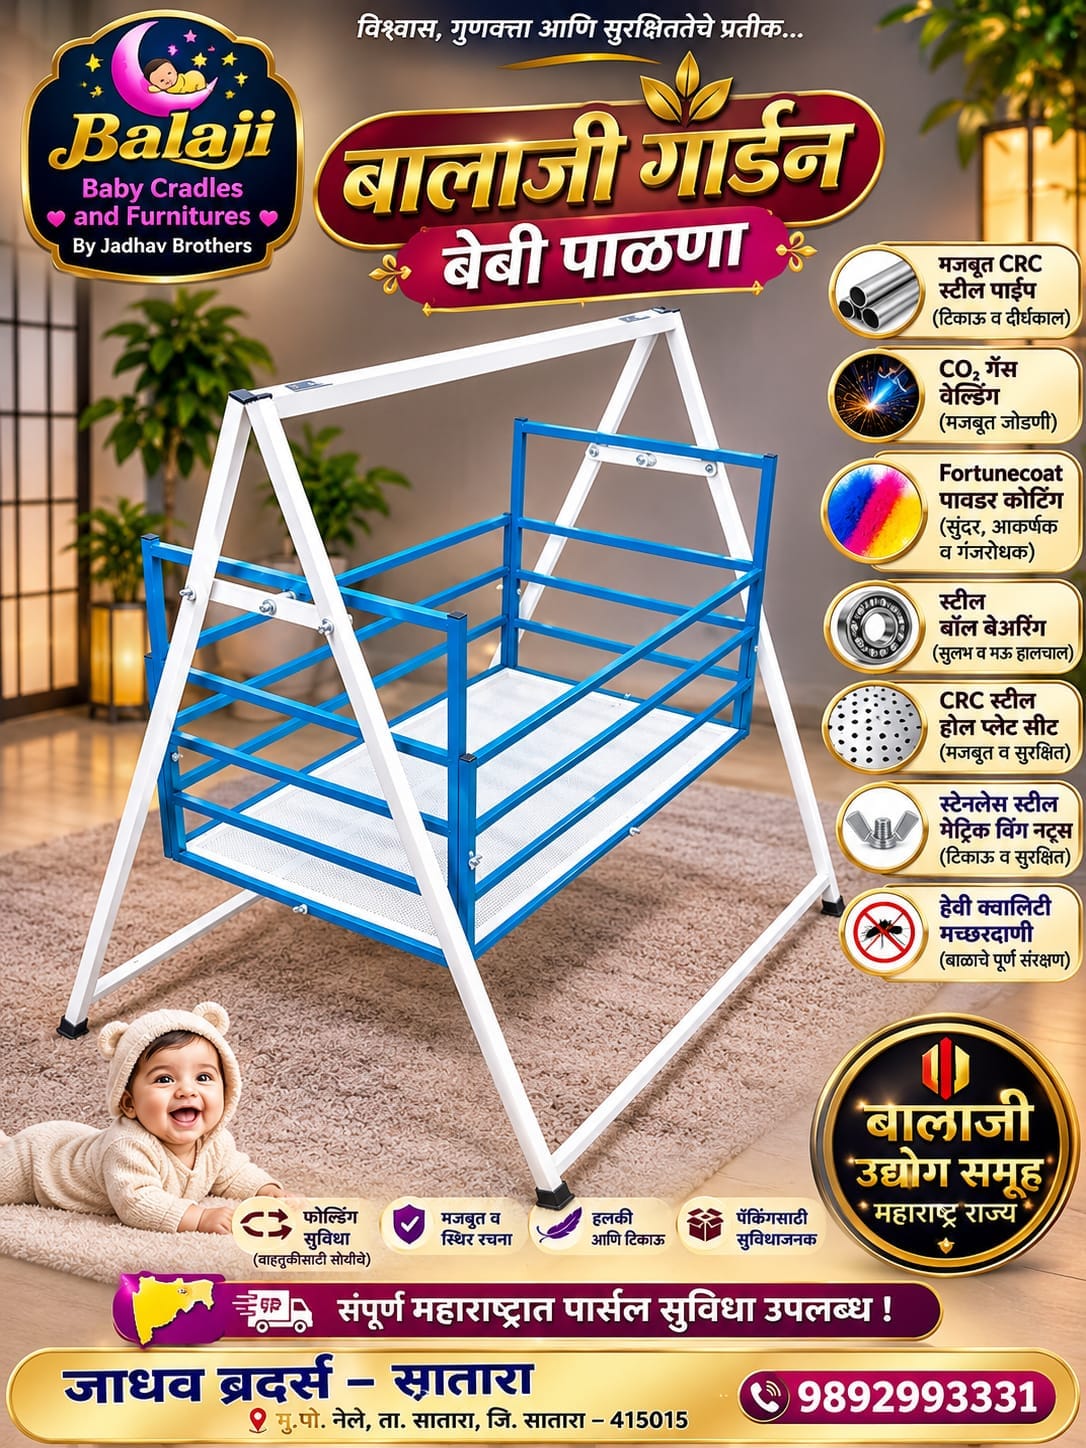 विश्वास, गुणवत्ता आणि सुरक्षिततेचे प्रतीक...
Balaji
Baby Cradles
and Furnitures
By Jadhav Brothers
बालाजी गार्डन
बेबी पाळणा
मजबूत CRC
स्टील पाईप
(टिकाऊ व दीर्धकाल)
CO₂ गॅस
वेल्डिंग
(मजबूत जोडणी)
Fortunecoat
पावडर कोटिंग
(सुंदर, आकर्षक
व गंजरोधक)
स्टील
बॉल बेअरिंग
(सुलभ व मऊ हालचाल)
CRC स्टील
होल प्लेट सीट
(मजबूत व सुरक्षित)
स्टेनलेस स्टील
मेट्रिक विंग नटूस
(टिकाऊ व सुरक्षित)
हेवी क्वालिटी
मच्छरदाणी
(बाळाचे पूर्ण संरक्षण)
बालाजी
उद्योग समूह
महाराष्ट्र राज्य
फोल्डिंग
सुविधा
(वाहतुकीसाटी सोयीचे)
मजबुत व
स्थिर रचना
हलकी
आणि टिकाऊ
पॅकिंगसाटी
सुविधाजनक
संपूर्ण महाराष्ट्रात पार्सल सुविधा उपलब्ध !
जाधव ब्रदर्स – सातारा
मु.पो. नेले, ता. सातारा, जि. सातारा – 415015
9892993331